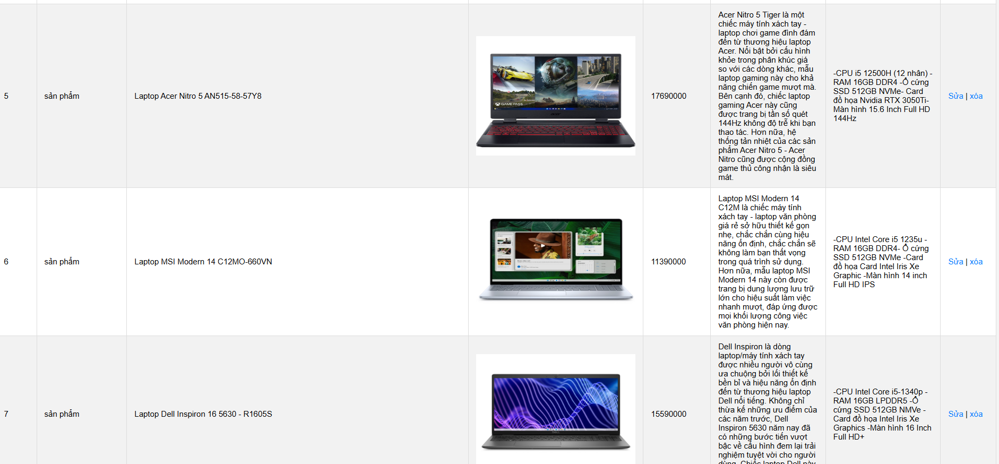 5
sản phẩm
Laptop Acer Nitro 5 AN515-58-57Y8
GAME PASS
acer
17690000
Acer Nitro 5 Tiger là một
chiếc máy tính xách tay -
laptop chơi game đình đám
đến từ thương hiệu laptop
Acer. Nổi bật bởi cấu hình
khỏe trong phân khúc giá
so với các dòng khác, mẫu
laptop gaming này cho khả
năng chiến game mượt mà.
Bên cạnh đó, chiếc laptop
gaming Acer này cũng
được trang bị tần số quét
144Hz không độ trễ khi bạn
thao tác. Hơn nữa, hệ
thống tản nhiệt của các sản
phẩm Acer Nitro 5 - Acer
Nitro cũng được cộng đồng
game thủ công nhận là siêu
mát.
-CPU i5 12500H (12 nhân) -
RAM 16GB DDR4 -Ổ cứng
SSD 512GB NVMe- Card
đồ họa Nvidia RTX 3050Ti-
Màn hình 15.6 Inch Full HD
144Hz
Sửa | xóa
6
sản phẩm
Laptop MSI Modern 14 C12MO-660VN
11390000
Laptop MSI Modern 14
C12M là chiếc máy tính
xách tay - laptop văn phòng
giá rẻ sở hữu thiết kế gọn
nhẹ, chắc chắn cùng hiệu
năng ổn định, chắc chắn sẽ
không làm bạn thất vọng
trong quá trình sử dụng.
Hơn nữa, mẫu laptop MSI
Modern 14 này còn được
trang bị dung lượng lưu trữ
lớn cho hiệu suất làm việc
nhanh mượt, đáp ứng được
mọi khối lượng công việc
văn phòng hiện nay.
-CPU Intel Core i5 1235u -
RAM 16GB DDR4- Ổ cứng
SSD 512GB NVMe -Card
đồ họa Card Intel Iris Xe
Graphic -Màn hình 14 inch
Full HD IPS
Sửa | xóa
7
sản phẩm
Laptop Dell Inspiron 16 5630 - R1605S
15590000
Dell Inspiron là dòng
laptop/máy tính xách tay
được nhiều người vô cùng
ưa chuộng bởi lối thiết kế
bền bỉ và hiệu năng ổn định
đến từ thương hiệu laptop
Dell nổi tiếng. Không chỉ
thừa kế những ưu điểm của
các năm trước, Dell
Inspiron 5630 năm nay đã
có những bước tiến vượt
bậc về cấu hình đem lại trải
nghiệm tuyệt vời cho người
dùng. Chiếc laptop Dell này
-CPU Intel Core i5-1340p -
RAM 16GB LPDDR5 -Ổ
cứng SSD 512GB NMVe -
Card đồ họa Intel Iris Xe
Graphics -Màn hình 16 Inch
Full HD+
Sửa | xóa